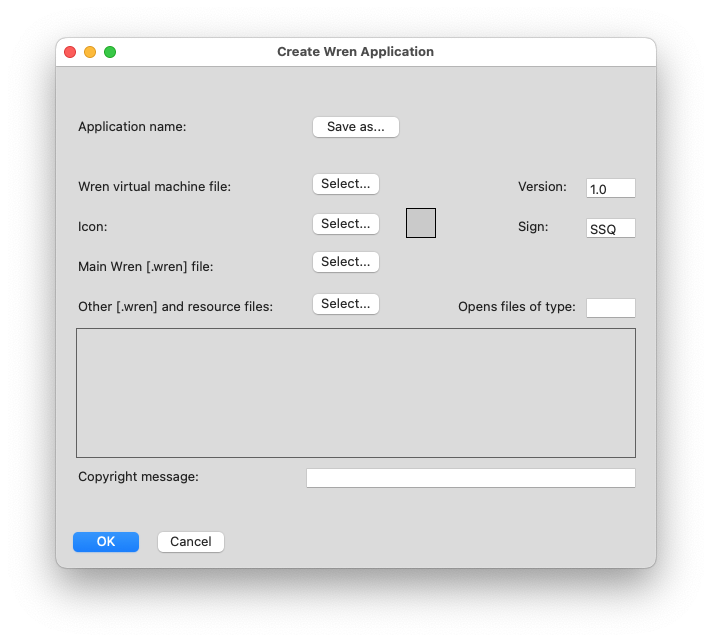 Create Wren Application
Application name: Save as...
Wren virtual machine file: Select... Version: 1.0
Icon: Select... Sign: SSQ
Main Wren [.wren] file: Select...
Other [.wren] and resource files: Select... Opens files of type:
Copyright message:
OK Cancel